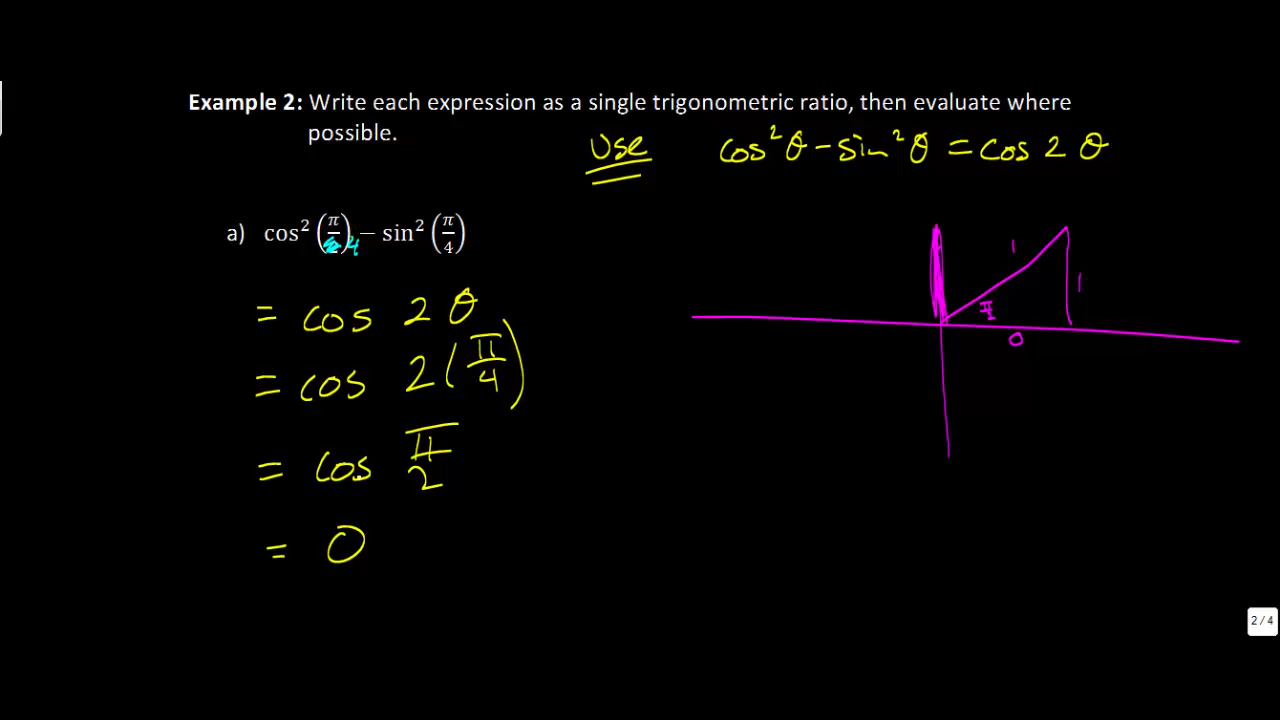 Example 2: Write each expression as a single trigonometric ratio, then evaluate where
possible.
Use cos²θ - sin²θ = cos 2θ
a) cos² (π/4) - sin² (π/4)
= cos 2θ
= cos 2(π/4)
= cos π/2
= 0
1
1
π
0
2 / 4